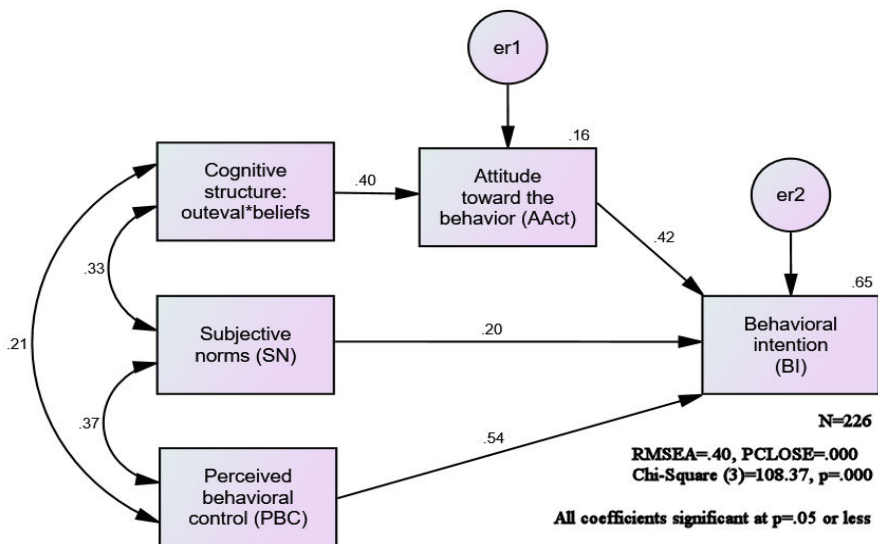 er1
.16
Cognitive
structure:
outeval*beliefs
.40
Attitude
toward the
behavior (AAct)
er2
.42
.33
.65
Subjective
norms (SN)
.20
Behavioral
intention
(BI)
.21
.37
.54
N=226
Perceived
behavioral
control (PBC)
RMSEA=.40, PCLOSE=.000
Chi-Square (3)=108.37, p=.000
All coefficients significant at p=.05 or less